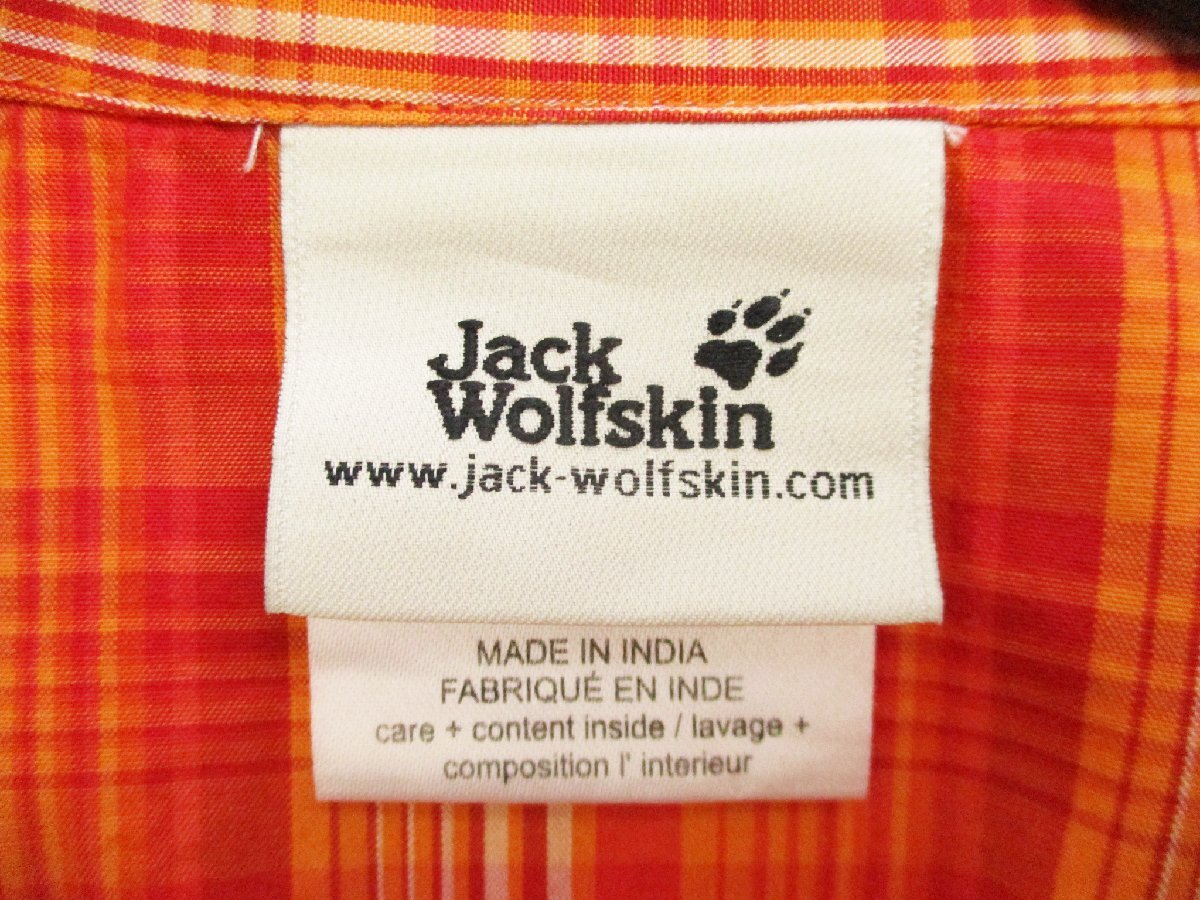 Jack
Wolfskin
www.jack-wolfskin.com
MADE IN INDIA
FABRIQUÉ EN INDE
care + content inside / lavage +
composition l' interieur